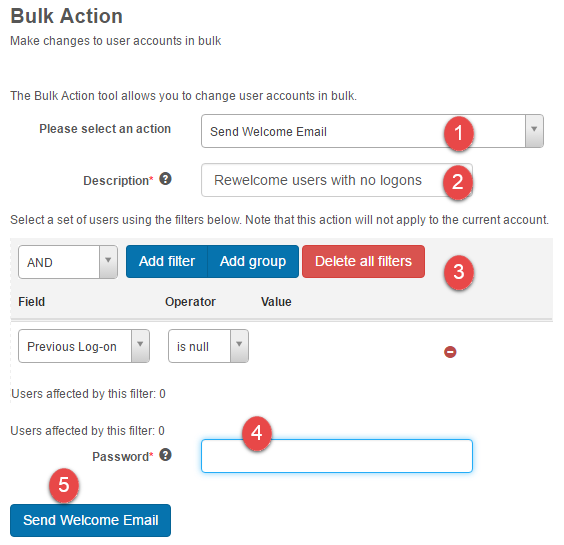 Bulk Action
Make changes to user accounts in bulk
The Bulk Action tool allows you to change user accounts in bulk.
Please select an action Send Welcome Email 1
Description* ? Rewelcome users with no logons 2
Select a set of users using the filters below. Note that this action will not apply to the current account.
AND Add filter Add group Delete all filters 3
Field Operator Value
Previous Log-on is null
Users affected by this filter: 0
Users affected by this filter: 0
4
Password* ?
5
Send Welcome Email